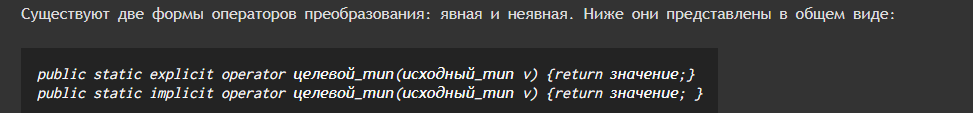 Существуют две формы операторов преобразования: явная и неявная. Ниже они представлены в общем виде:
public static explicit operator целевой_тип(исходный_тип v) {return значение;}
public static implicit operator целевой_тип(исходный_тип v) {return значение; }